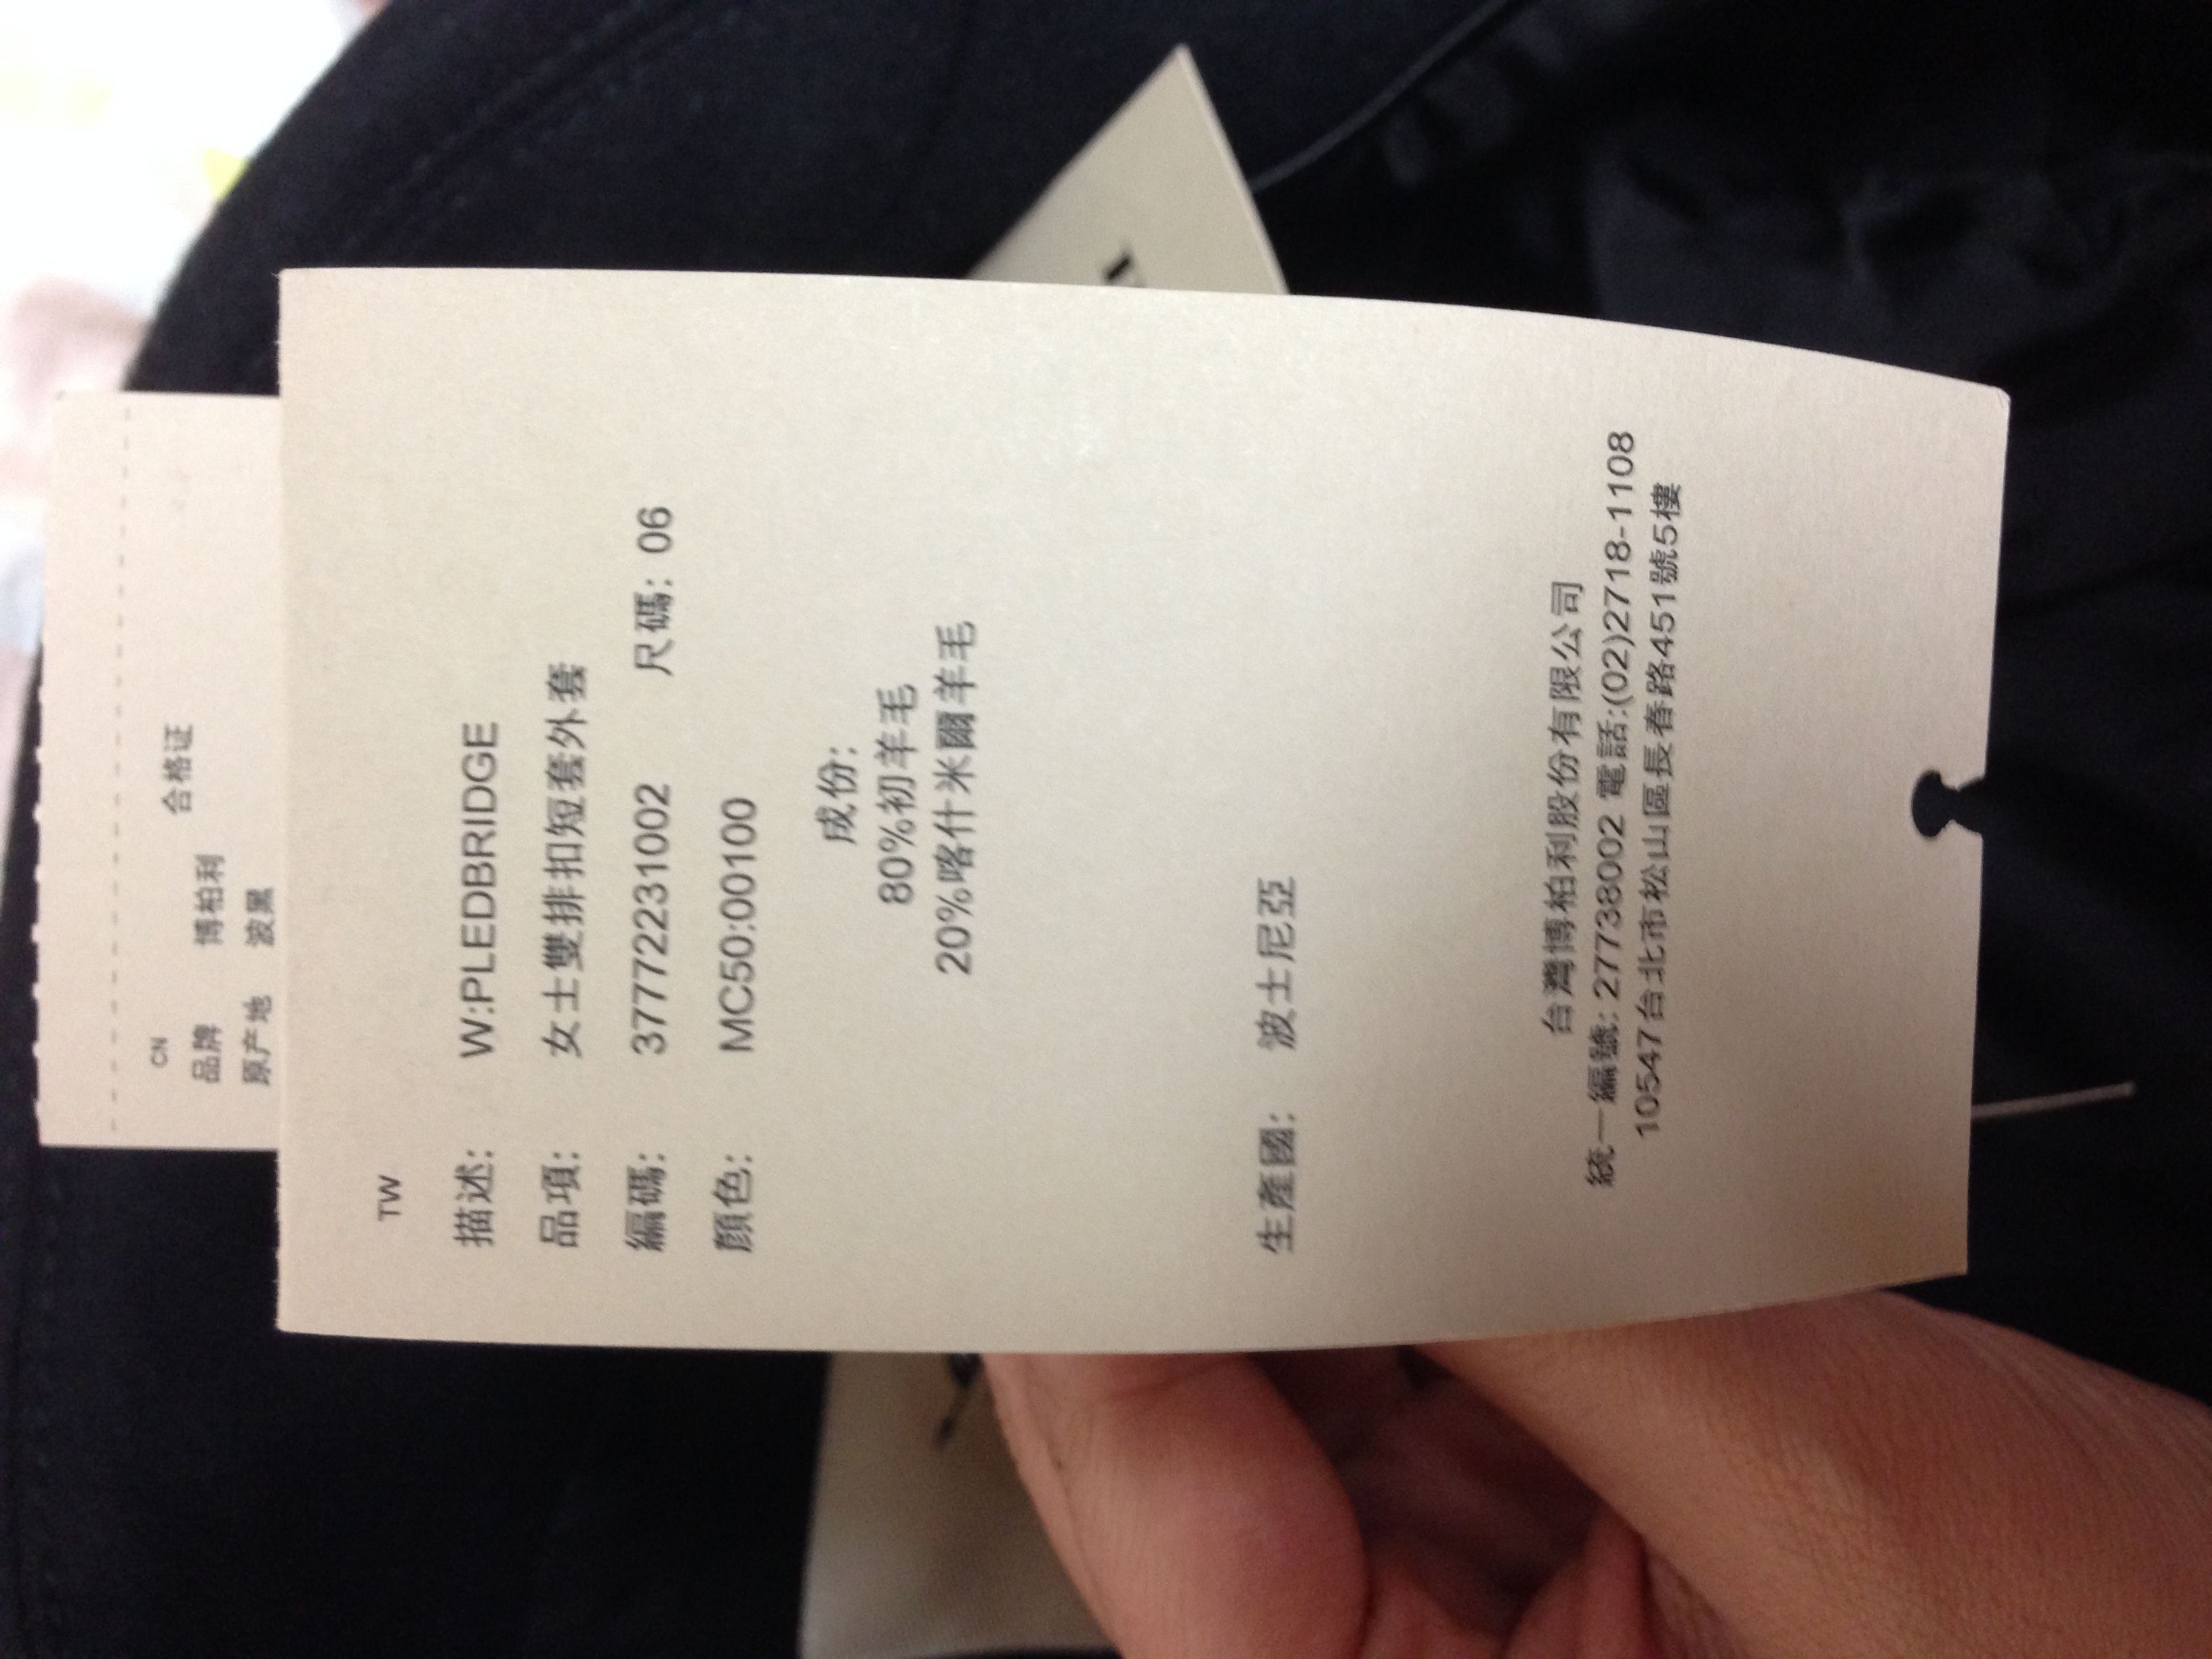 CN
合格证
品牌 博柏利
原产地 波黑
TW
描述: W:PLEDBRIDGE
品項: 女士雙排扣短套外套
編碼: 37772231002 尺碼: 06
顏色: MC50:00100
成份:
80%初羊毛
20%喀什米爾羊毛
生產國: 波士尼亞
台灣博柏利股份有限公司
統一編號: 27738002 電話:(02)2718-1108
10547台北市松山區長春路451號5樓